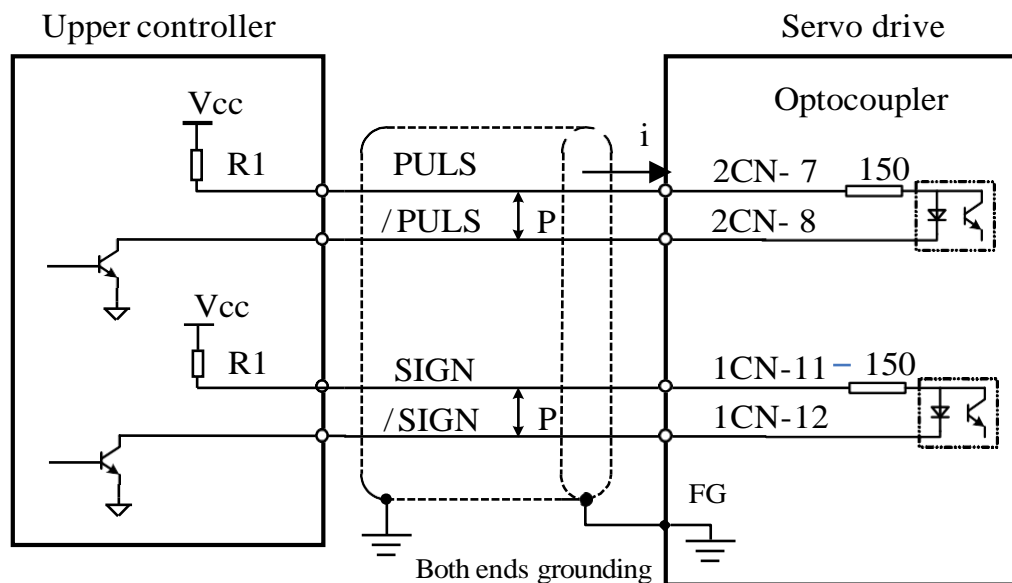 Upper controller
Servo drive
Optocoupler
Vcc
R1
PULS
i
2CN- 7
150
/PULS
P
2CN- 8
Vcc
R1
SIGN
1CN-11
150
/SIGN
P
1CN-12
FG
Both ends grounding